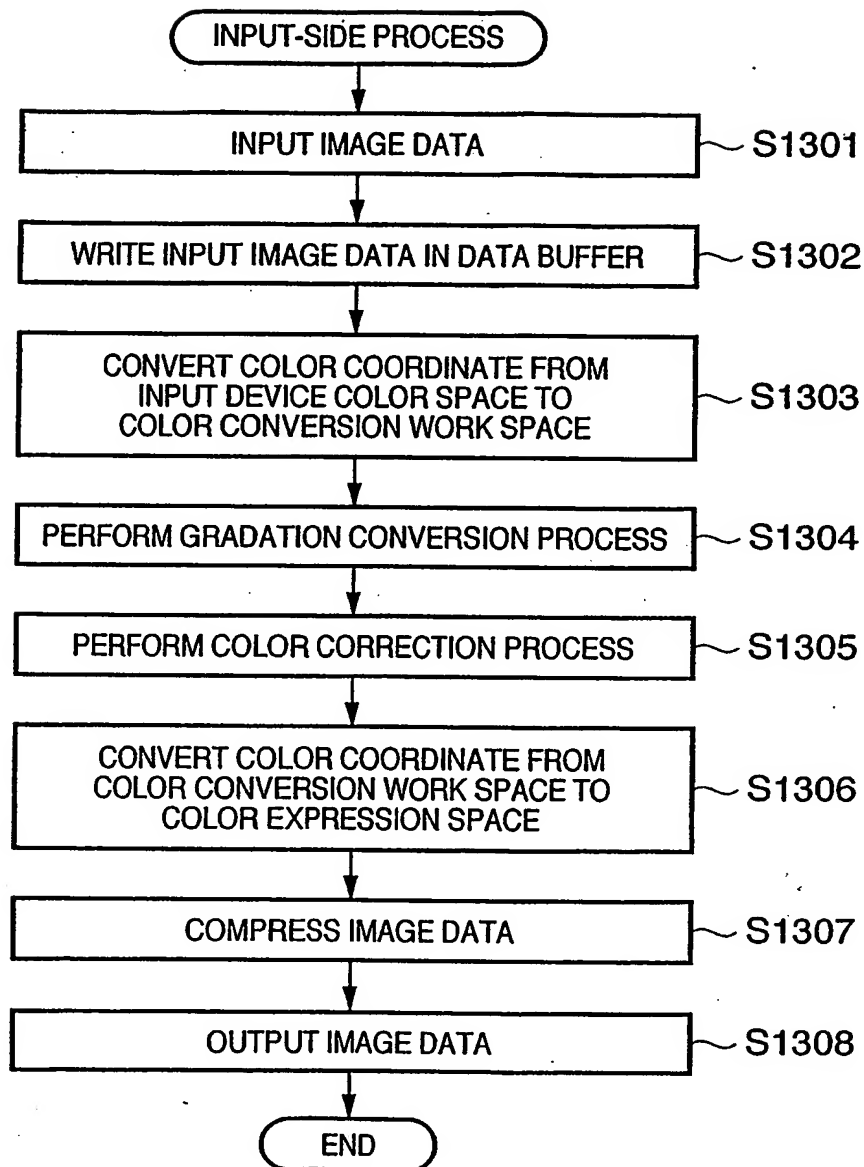 INPUT-SIDE PROCESS
INPUT IMAGE DATA
S1301
WRITE INPUT IMAGE DATA IN DATA BUFFER
S1302
CONVERT COLOR COORDINATE FROM
INPUT DEVICE COLOR SPACE TO
COLOR CONVERSION WORK SPACE
S1303
PERFORM GRADATION CONVERSION PROCESS
S1304
PERFORM COLOR CORRECTION PROCESS
S1305
CONVERT COLOR COORDINATE FROM
COLOR CONVERSION WORK SPACE TO
COLOR EXPRESSION SPACE
S1306
COMPRESS IMAGE DATA
S1307
OUTPUT IMAGE DATA
S1308
END